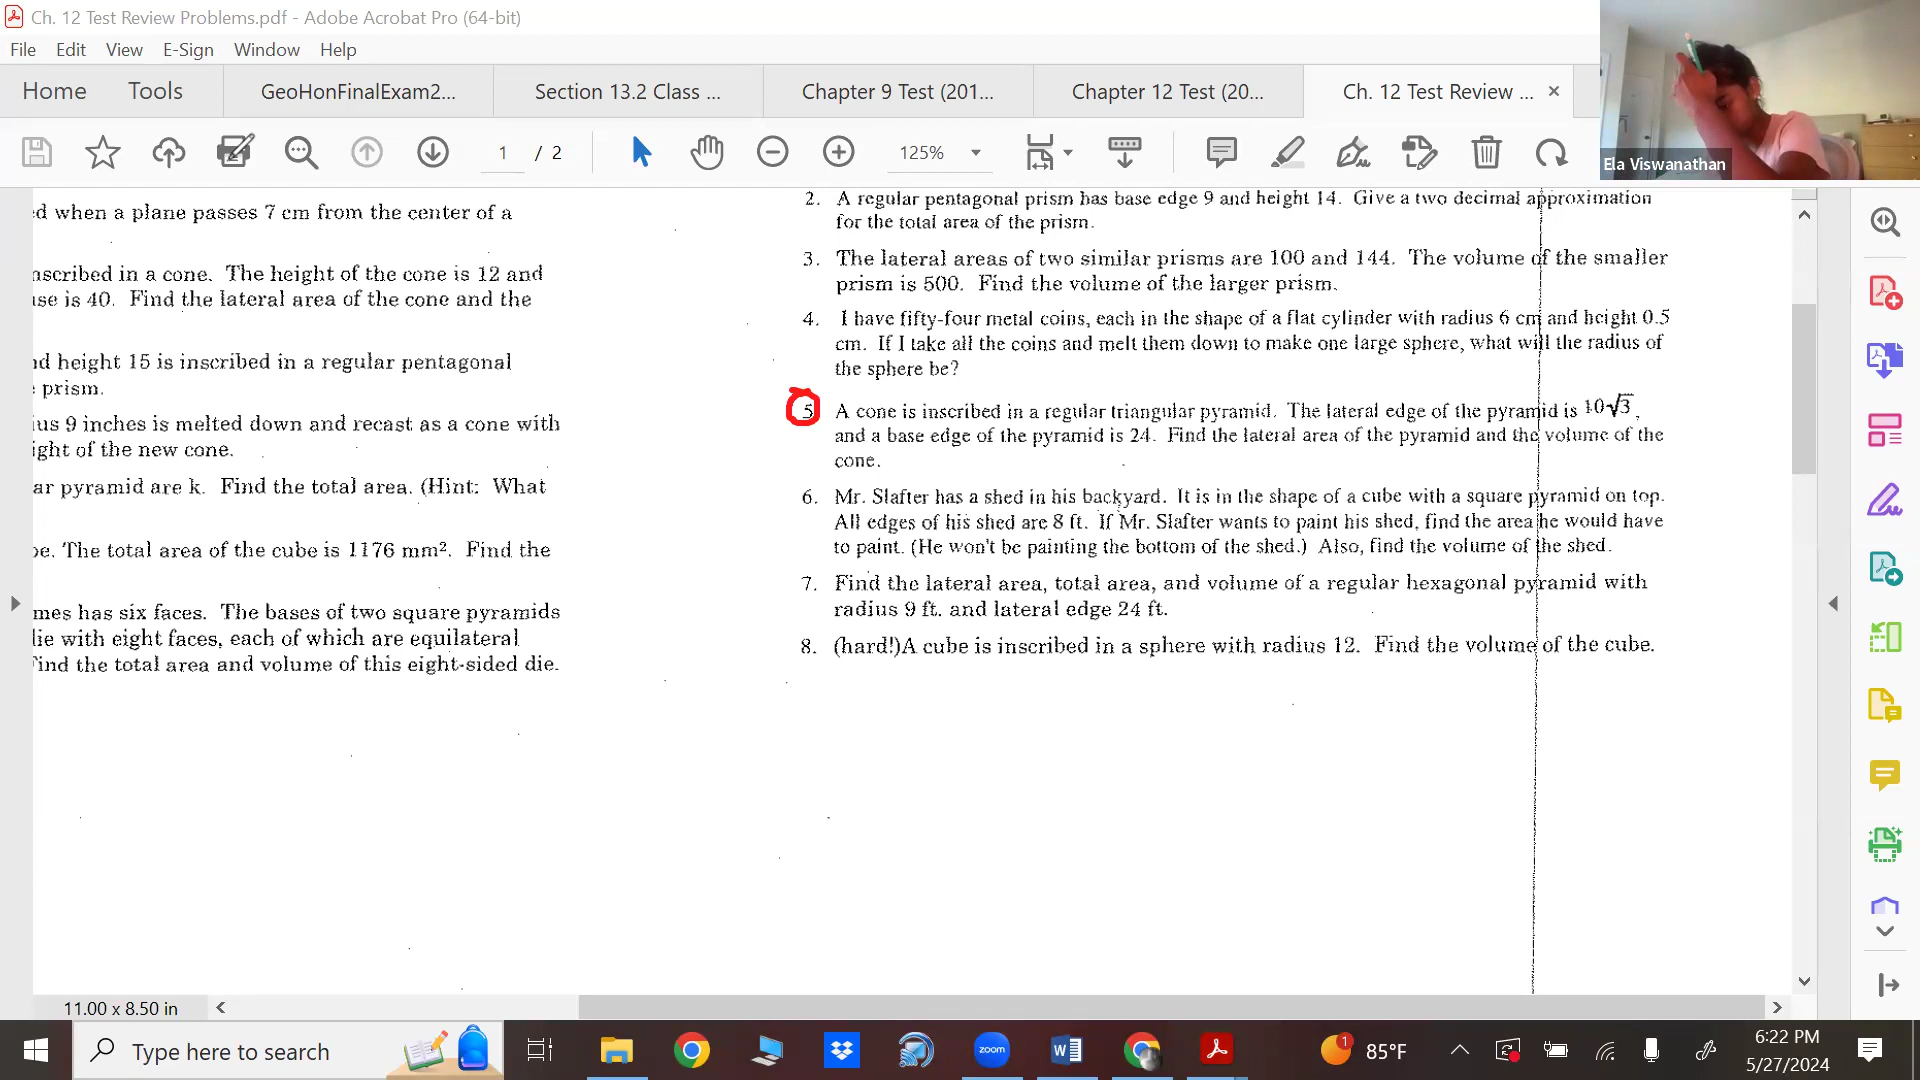 Ch. 12 Test Review Problems.pdf - Adobe Acrobat Pro (64-bit)
File Edit View E-Sign Window Help
Home Tools GeoHonFinalExam2... Section 13.2 Class ... Chapter 9 Test (201... Chapter 12 Test (20... Ch. 12 Test Review ... ×
1 / 2 125%
Ela Viswanathan
ed when a plane passes 7 cm from the center of a
nscribed in a cone. The height of the cone is 12 and
use is 40. Find the lateral area of the cone and the
nd height 15 is inscribed in a regular pentagonal
prism.
ius 9 inches is melted down and recast as a cone with
ight of the new cone.
ar pyramid are k. Find the total area. (Hint: What
be. The total area of the cube is 1176 mm². Find the
mes has six faces. The bases of two square pyramids
die with eight faces, each of which are equilateral
Find the total area and volume of this eight-sided die.
2. A regular pentagonal prism has base edge 9 and height 14. Give a two decimal approximation
for the total area of the prism.
3. The lateral areas of two similar prisms are 100 and 144. The volume of the smaller
prism is 500. Find the volume of the larger prism.
4. I have fifty-four metal coins, each in the shape of a flat cylinder with radius 6 cm and height 0.5
cm. If I take all the coins and melt them down to make one large sphere, what will the radius of
the sphere be?
5 A cone is inscribed in a regular triangular pyramid. The lateral edge of the pyramid is 10√3,
and a base edge of the pyramid is 24. Find the lateral area of the pyramid and the volume of the
cone.
6. Mr. Slafter has a shed in his backyard. It is in the shape of a cube with a square pyramid on top.
All edges of his shed are 8 ft. If Mr. Slafter wants to paint his shed, find the area he would have
to paint. (He won't be painting the bottom of the shed.) Also, find the volume of the shed.
7. Find the lateral area, total area, and volume of a regular hexagonal pyramid with
radius 9 ft. and lateral edge 24 ft.
8. (hard!)A cube is inscribed in a sphere with radius 12. Find the volume of the cube.
11.00 x 8.50 in
Type here to search
zoom
1
85°F
6:22 PM
5/27/2024